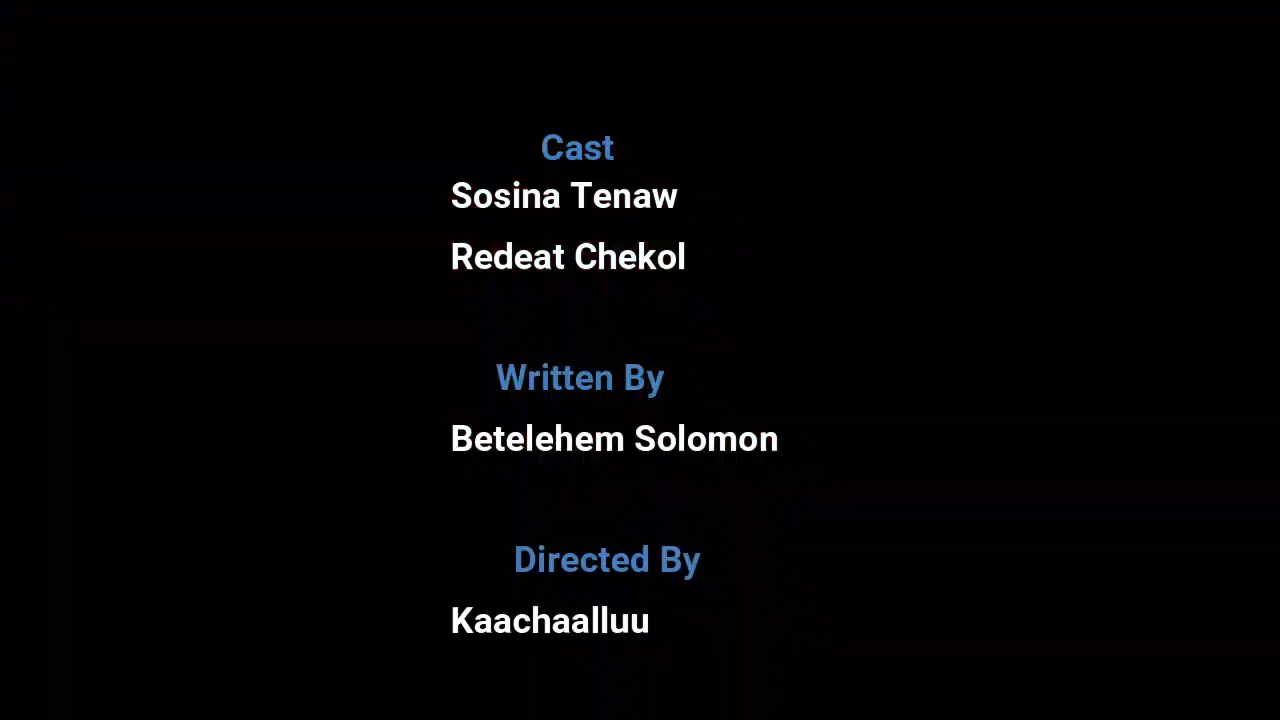 Cast
Sosina Tenaw
Redeat Chekol
Written By
Betelehem Solomon
Directed By
Kaachaalluu